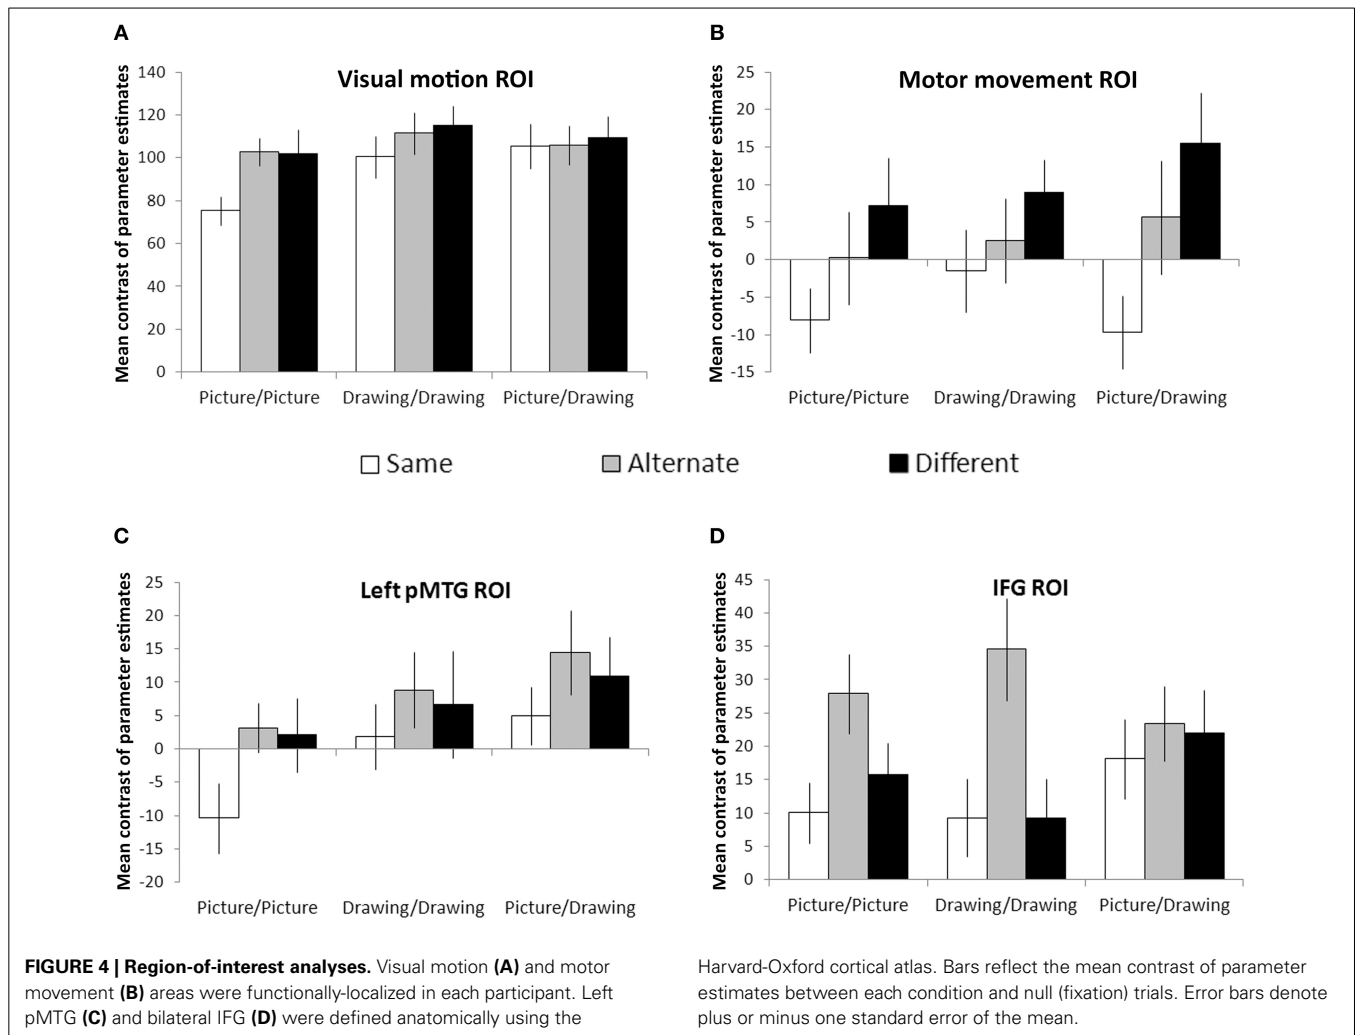 A
Visual motion ROI
Mean contrast of parameter estimates
140
120
100
80
60
40
20
0
Picture/Picture Drawing/Drawing Picture/Drawing
B
Motor movement ROI
Mean contrast of parameter estimates
25
20
15
10
5
0
-5
-10
-15
Picture/Picture Drawing/Drawing Picture/Drawing
Same Alternate Different
C
Left pMTG ROI
Mean contrast of parameter estimates
25
20
15
10
5
0
-5
-10
-15
-20
Picture/Picture Drawing/Drawing Picture/Drawing
D
IFG ROI
Mean contrast of parameter estimates
45
40
35
30
25
20
15
10
5
0
Picture/Picture Drawing/Drawing Picture/Drawing
FIGURE 4 | Region-of-interest analyses. Visual motion (A) and motor
movement (B) areas were functionally-localized in each participant. Left
pMTG (C) and bilateral IFG (D) were defined anatomically using the
Harvard-Oxford cortical atlas. Bars reflect the mean contrast of parameter
estimates between each condition and null (fixation) trials. Error bars denote
plus or minus one standard error of the mean.